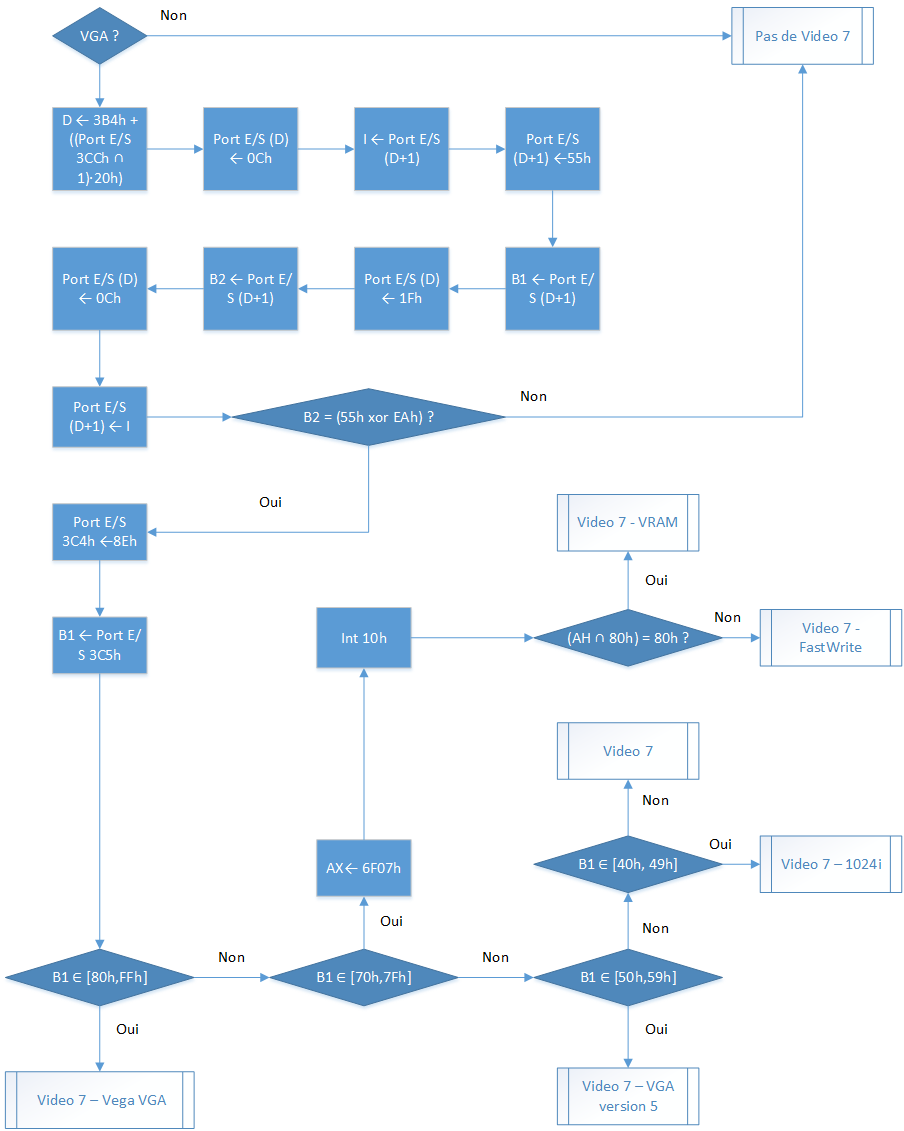 Non
VGA ?
Pas de Video 7
D ← 3B4h +
((Port E/S
3CCh ∩
1)·20h)
Port E/S (D)
← 0Ch
I ← Port E/S
(D+1)
Port E/S
(D+1) ←55h
Port E/S (D)
← 0Ch
B2 ← Port E/
S (D+1)
Port E/S (D)
← 1Fh
B1 ← Port E/
S (D+1)
Port E/S
(D+1) ← I
B2 = (55h xor EAh) ?
Non
Oui
Port E/S
3C4h ←8Eh
Video 7 - VRAM
Oui
B1 ← Port E/
S 3C5h
Int 10h
(AH ∩ 80h) = 80h ?
Non
Video 7 -
FastWrite
Video 7
Non
AX← 6F07h
B1 ∈ [40h, 49h]
Oui
Video 7 – 1024i
Oui
Non
B1 ∈ [80h,FFh]
Non
B1 ∈ [70h,7Fh]
Non
B1 ∈ [50h,59h]
Oui
Oui
Video 7 – Vega VGA
Video 7 – VGA
version 5